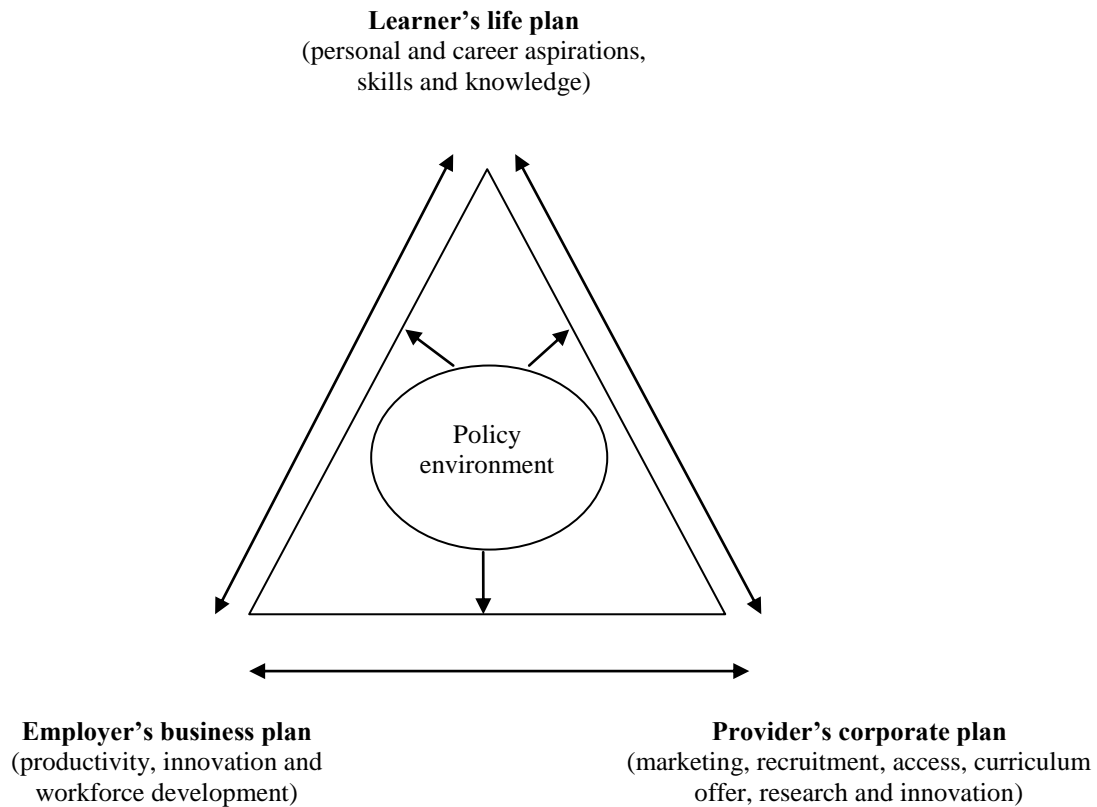 Learner’s life plan
(personal and career aspirations,
skills and knowledge)
Policy
environment
Employer’s business plan
(productivity, innovation and
workforce development)
Provider’s corporate plan
(marketing, recruitment, access, curriculum
offer, research and innovation)